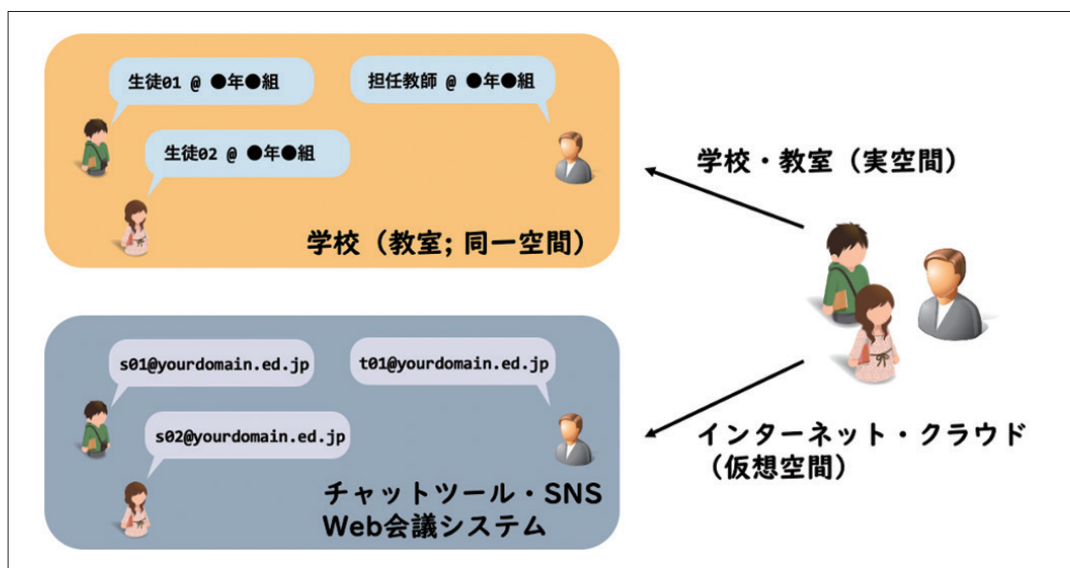 生徒01 @ ●年●組
担任教師 @ ●年●組
生徒02 @ ●年●組
学校（教室; 同一空間）
学校・教室（実空間）
s01@yourdomain.ed.jp
t01@yourdomain.ed.jp
s02@yourdomain.ed.jp
チャットツール・SNS
Web会議システム
インターネット・クラウド
（仮想空間）